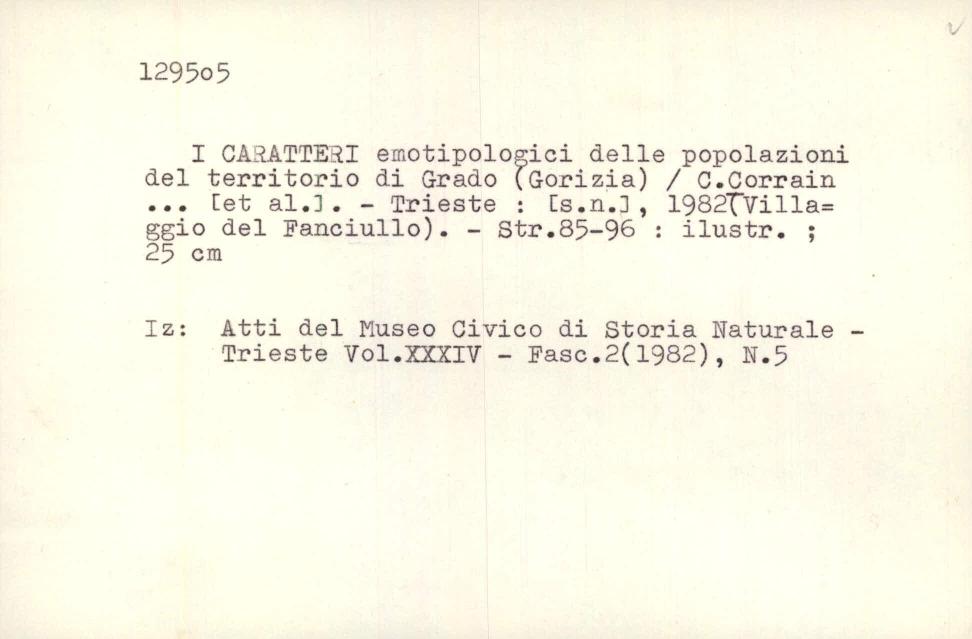 1295o5
I CARATTERI emotipologici delle popolazioni
del territorio di Grado (Gorizia) / C.Corrain
... [et al.]. - Trieste : [s.n.], 1982(Villa=
ggio del Fanciullo). - Str.85-96 : ilustr. ;
25 cm
Iz: Atti del Museo Civico di Storia Naturale -
Trieste Vol.XXXIV - Fasc.2(1982), N.5